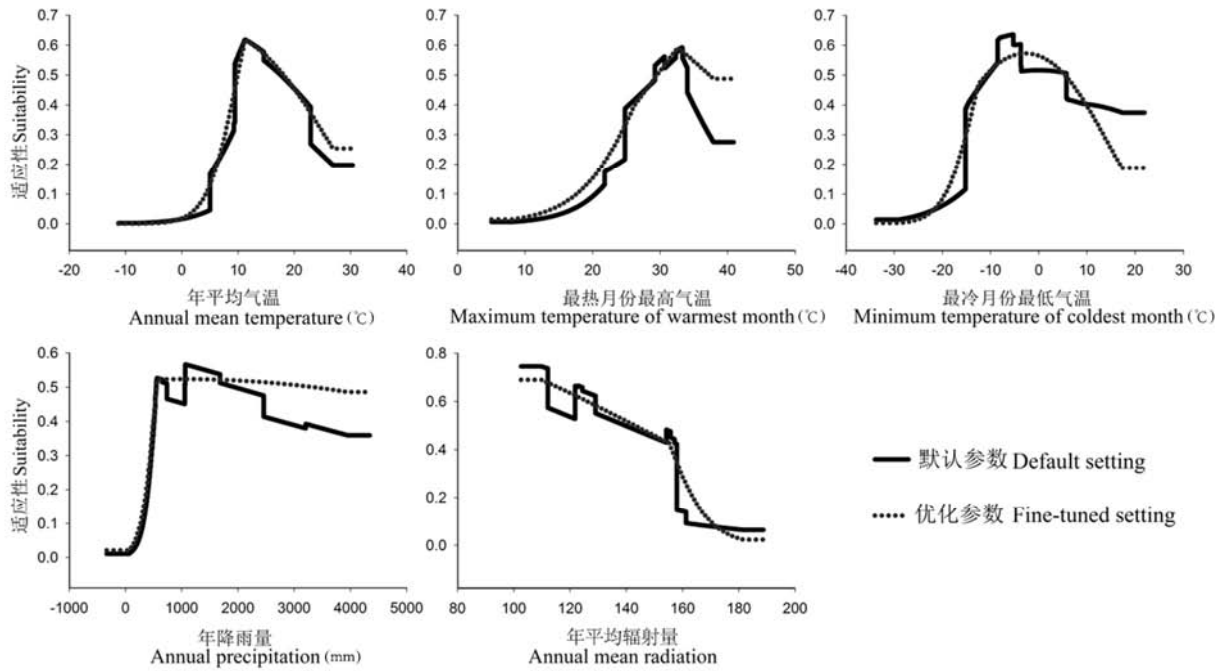 0.7
0.6
0.5
0.4
0.3
0.2
0.1
0.0
适应性 Suitability
-20 -10 0 10 20 30 40
年平均气温
Annual mean temperature (℃)
0.7
0.6
0.5
0.4
0.3
0.2
0.1
0.0
0 10 20 30 40 50
最热月份最高气温
Maximum temperature of warmest month (℃)
0.7
0.6
0.5
0.4
0.3
0.2
0.1
0.0
-40 -30 -20 -10 0 10 20 30
最冷月份最低气温
Minimum temperature of coldest month (℃)
0.6
0.5
0.4
0.3
0.2
0.1
0.0
适应性 Suitability
-1000 0 1000 2000 3000 4000 5000
年降雨量
Annual precipitation (mm)
0.8
0.6
0.4
0.2
0.0
80 100 120 140 160 180 200
年平均辐射量
Annual mean radiation
默认参数 Default setting
优化参数 Fine-tuned setting